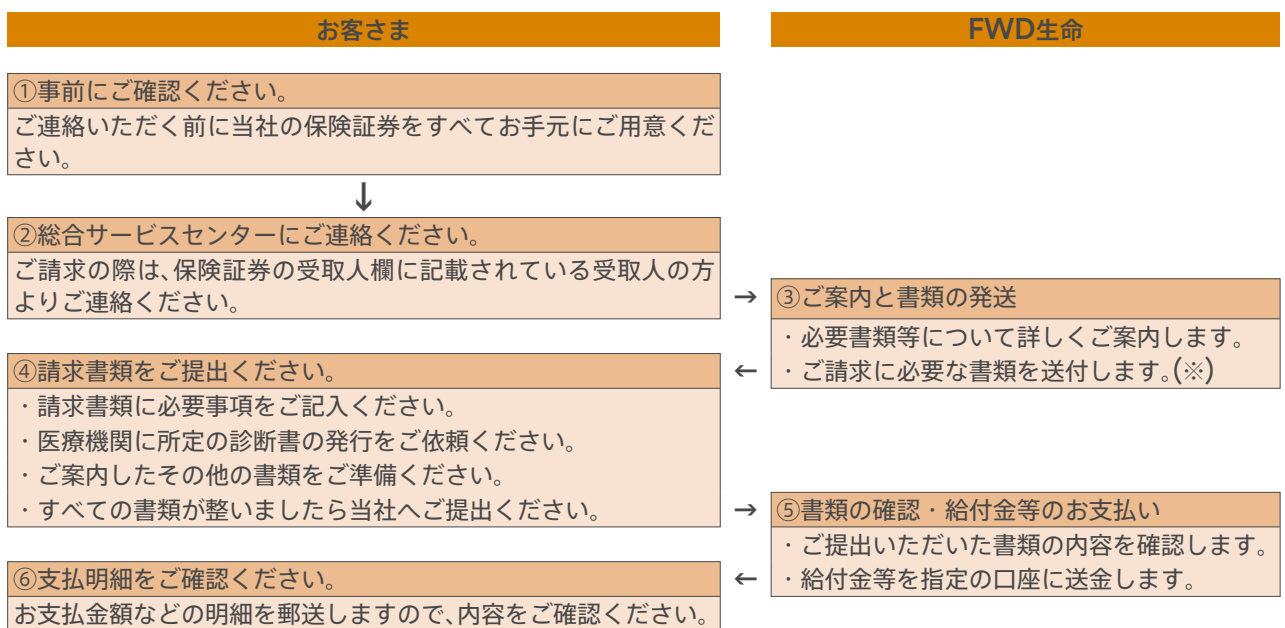 お客さま
FWD生命
①事前にご確認ください。
ご連絡いただく前に当社の保険証券をすべてお手元にご用意くだ
さい。
↓
②総合サービスセンターにご連絡ください。
ご請求の際は、保険証券の受取人欄に記載されている受取人の方
よりご連絡ください。
→
③ご案内と書類の発送
・必要書類等について詳しくご案内します。
・ご請求に必要な書類を送付します。(※)
←
④請求書類をご提出ください。
・請求書類に必要事項をご記入ください。
・医療機関に所定の診断書の発行をご依頼ください。
・ご案内したその他の書類をご準備ください。
・すべての書類が整いましたら当社へご提出ください。
→
⑤書類の確認・給付金等のお支払い
・ご提出いただいた書類の内容を確認します。
・給付金等を指定の口座に送金します。
←
⑥支払明細をご確認ください。
お支払金額などの明細を郵送しますので、内容をご確認ください。